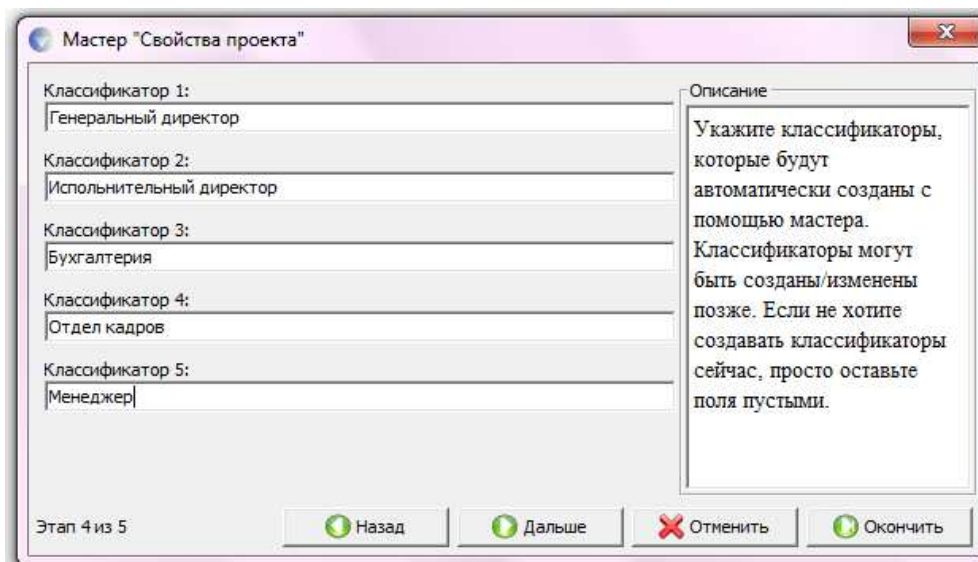 Мастер "Свойства проекта"
Классификатор 1:
Генеральный директор
Классификатор 2:
Испольнительный директор
Классификатор 3:
Бухгалтерия
Классификатор 4:
Отдел кадров
Классификатор 5:
Менеджер
Описание
Укажите классификаторы,
которые будут
автоматически созданы с
помощью мастера.
Классификаторы могут
быть созданы/изменены
позже. Если не хотите
создавать классификаторы
сейчас, просто оставьте
поля пустыми.
Этап 4 из 5
Назад
Дальше
Отменить
Окончить